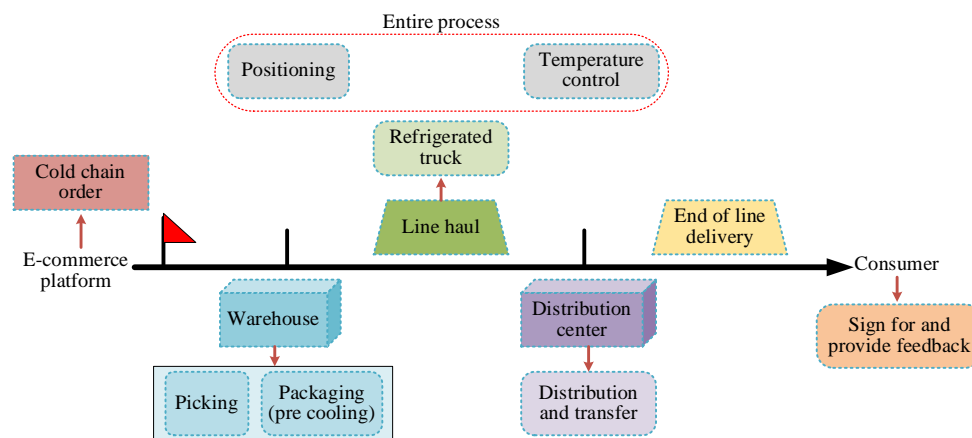 Entire process
Positioning
Temperature
control
Refrigerated
truck
Cold chain
order
Line haul
End of line
delivery
E-commerce
platform
Consumer
Warehouse
Distribution
center
Sign for and
provide feedback
Picking
Packaging
(pre cooling)
Distribution
and transfer